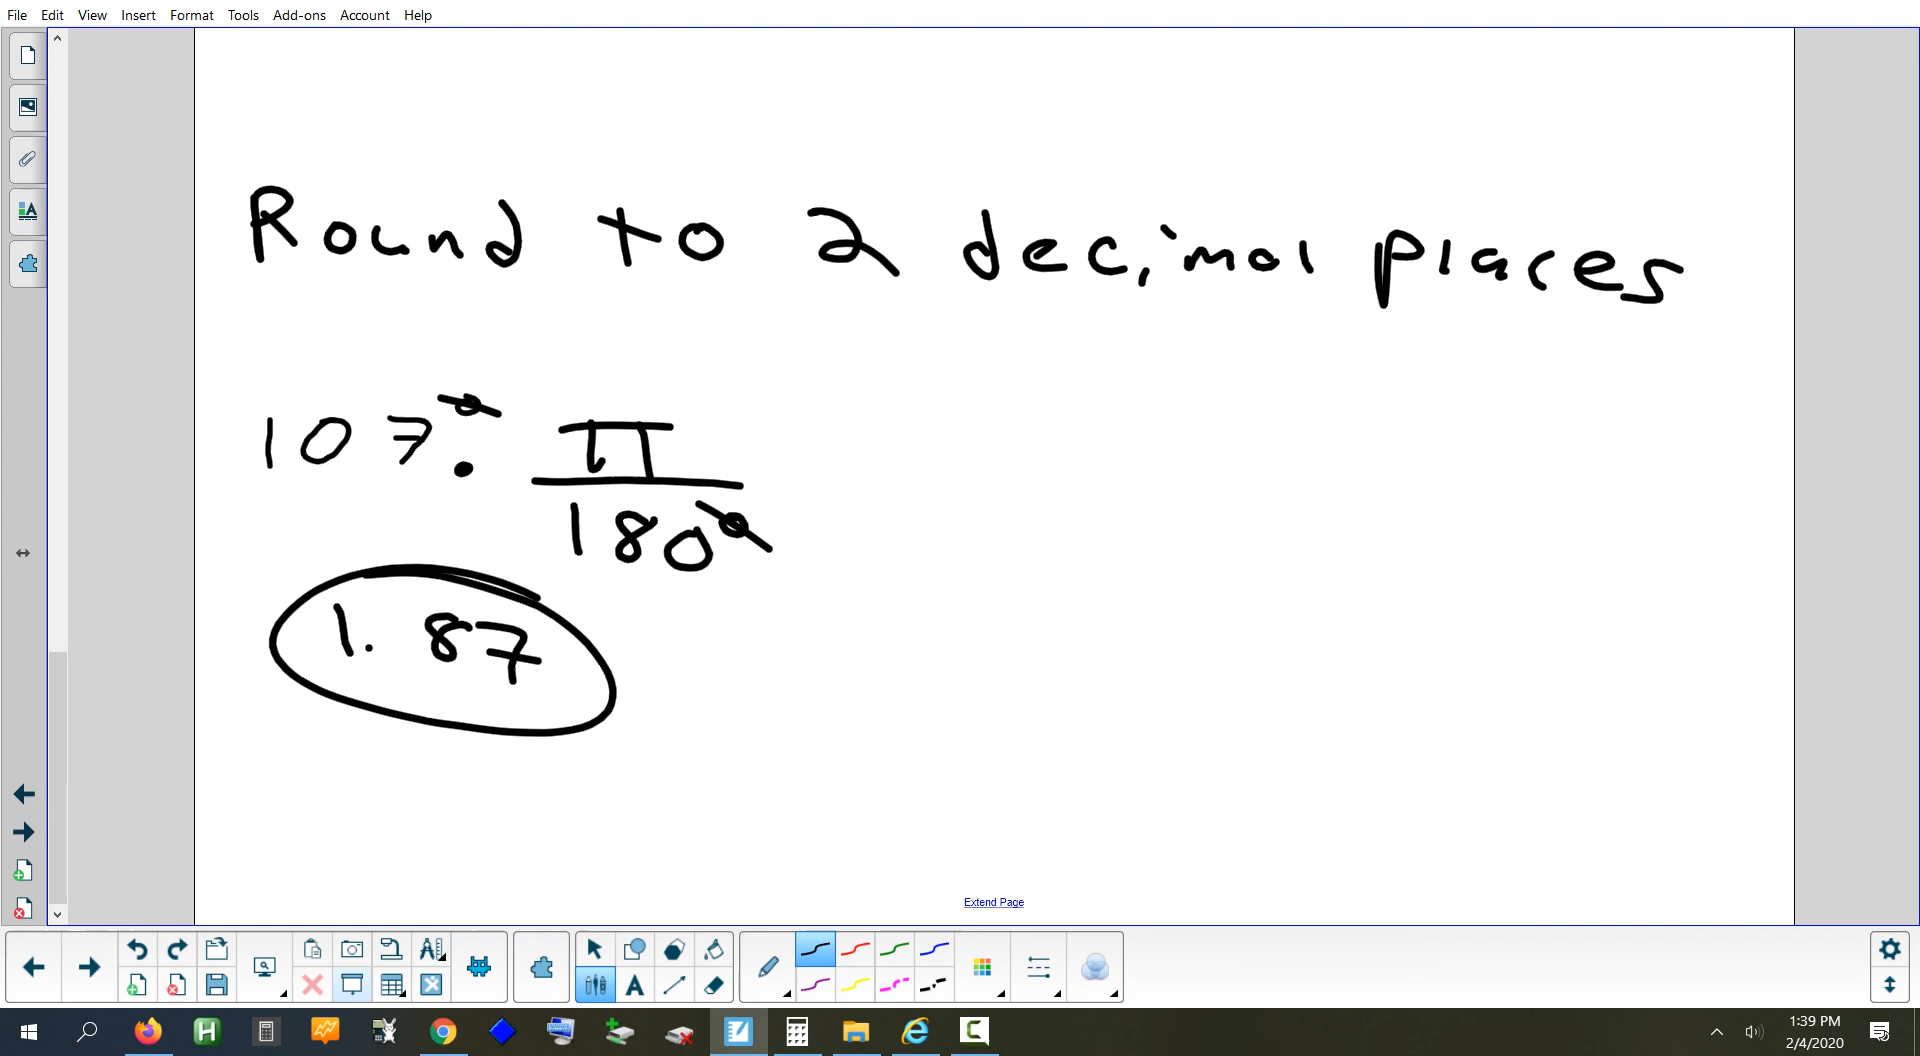 File Edit View Insert Format Tools Add-ons Account Help
Round to 2 decimal places
107° · π
180°
1.87
Extend Page
1:39 PM
2/4/2020